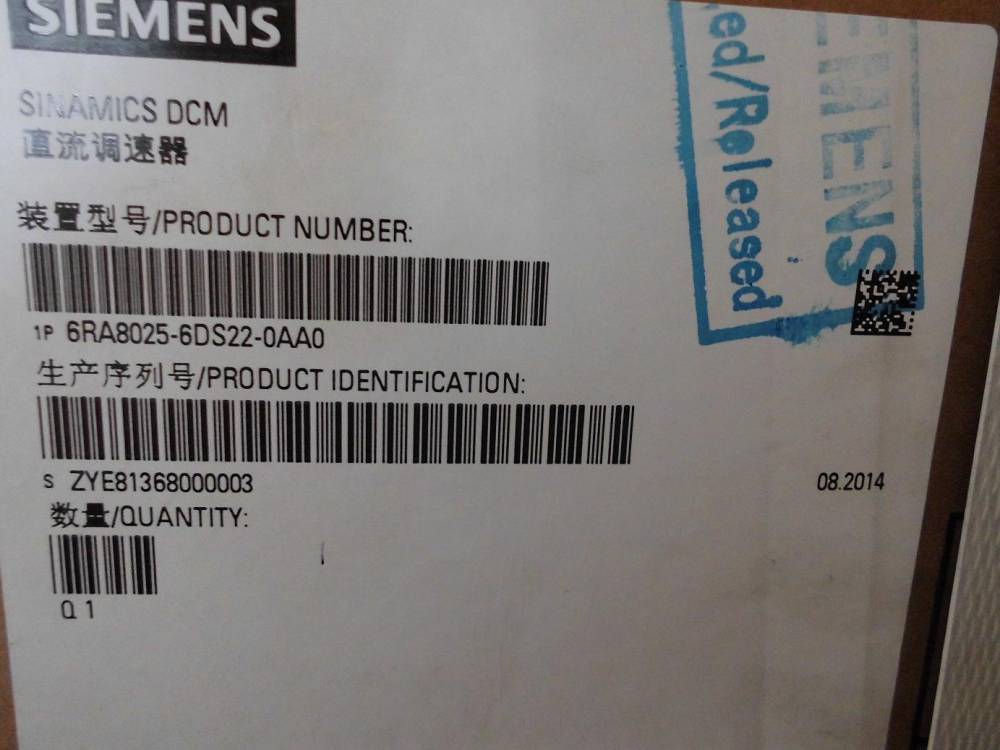 SIEMENS
SINAMICS DCM
直流调速器
装置型号/PRODUCT NUMBER:
1P 6RA8025-6DS22-0AA0
生产序列号/PRODUCT IDENTIFICATION:
S ZYE81368000003
08.2014
数量/QUANTITY:
Q 1
ed/Released
EMENS